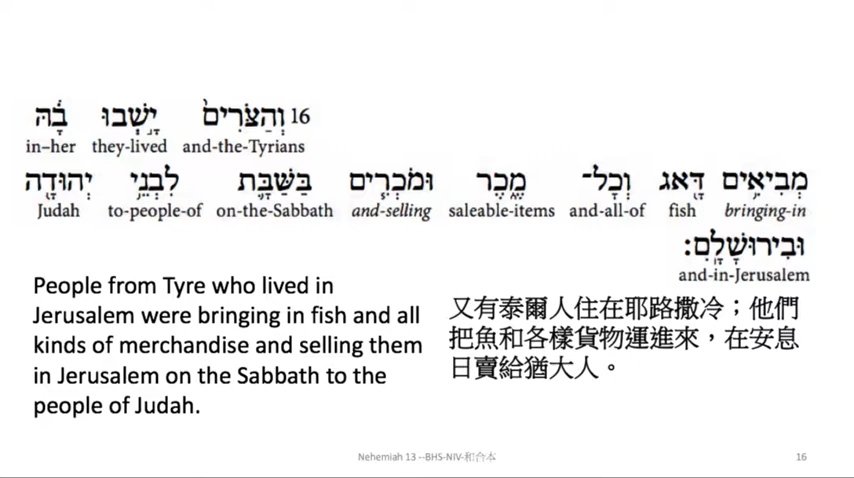 16 וְהַצֹּרִים֙ יָ֣שְׁבוּ בָ֔הּ
in–her they-lived and-the-Tyrians
מְבִיאִ֥ים דָּ֖אג וְכָל־ מֶ֑כֶר וּמֹכְרִ֧ים בַּשַּׁבָּ֛ת לִבְנֵ֥י יְהוּדָ֖ה
Judah to-people-of on-the-Sabbath and-selling saleable-items and-all-of fish bringing-in
וּבִירוּשָׁלִָֽם׃
and-in-Jerusalem
People from Tyre who lived in
Jerusalem were bringing in fish and all
kinds of merchandise and selling them
in Jerusalem on the Sabbath to the
people of Judah.
又有泰爾人住在耶路撒冷；他們
把魚和各樣貨物運進來，在安息
日賣給猶大人。
Nehemiah 13 --BHS-NIV-和合本
16